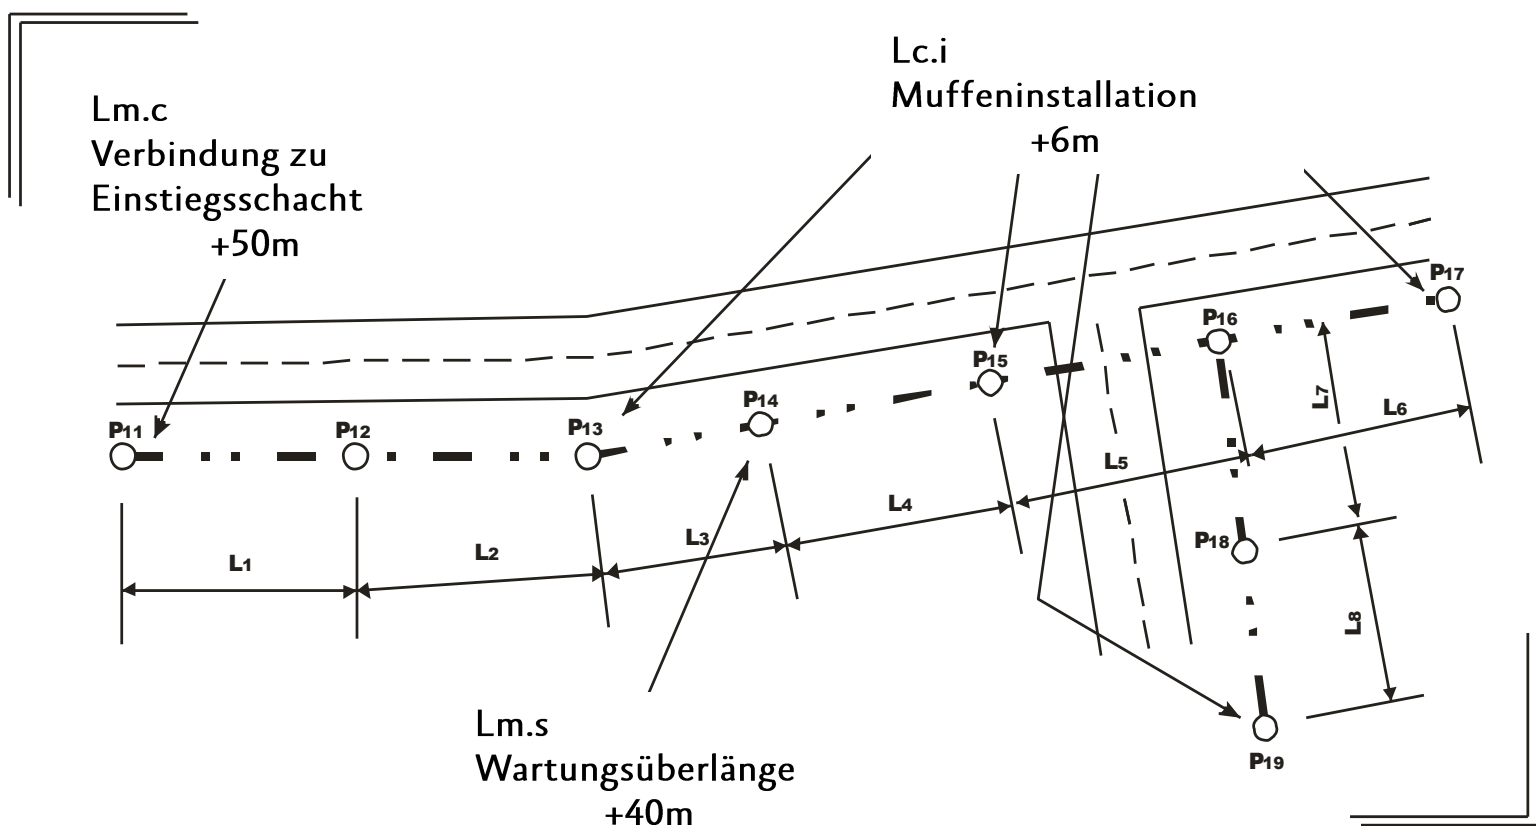 Lc.i
Muffeninstallation
+6m
Lm.c
Verbindung zu
Einstiegsschacht
+50m
P17
P16
P15
P14
P11
P12
P13
L7
L6
L5
L4
L3
L2
L1
P18
L8
Lm.s
Wartungsüberlänge
+40m
P19